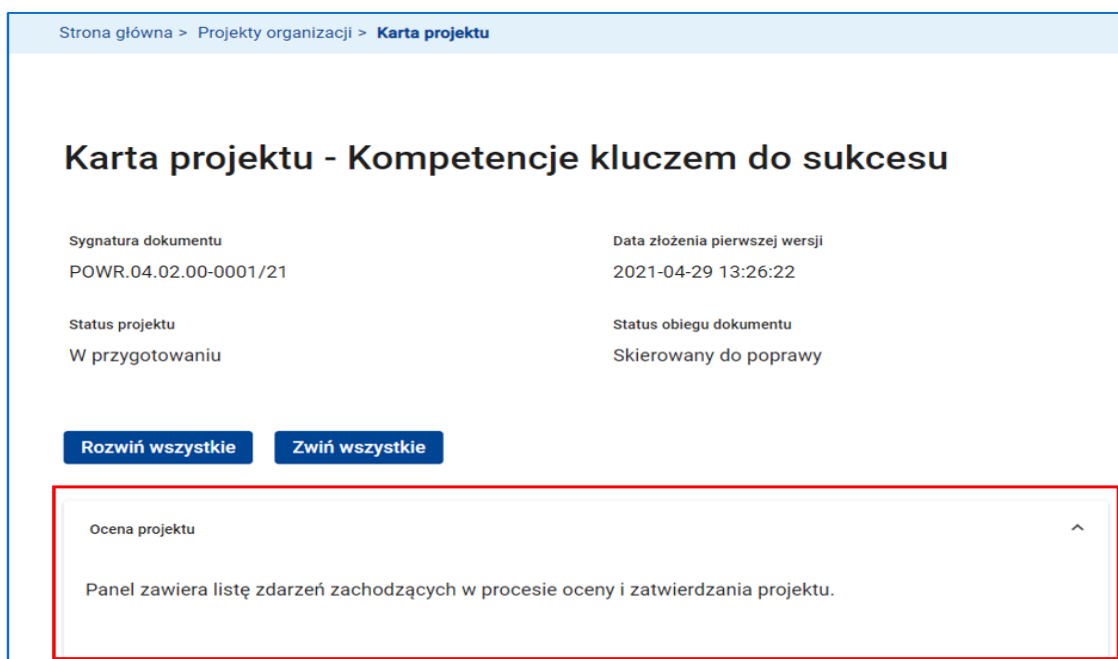 Strona główna > Projekty organizacji > Karta projektu
Karta projektu - Kompetencje kluczem do sukcesu
Sygnatura dokumentu
POWR.04.02.00-0001/21
Data złożenia pierwszej wersji
2021-04-29 13:26:22
Status projektu
W przygotowaniu
Status obiegu dokumentu
Skierowany do poprawy
Rozwiń wszystkie
Zwiń wszystkie
Ocena projektu
Panel zawiera listę zdarzeń zachodzących w procesie oceny i zatwierdzania projektu.